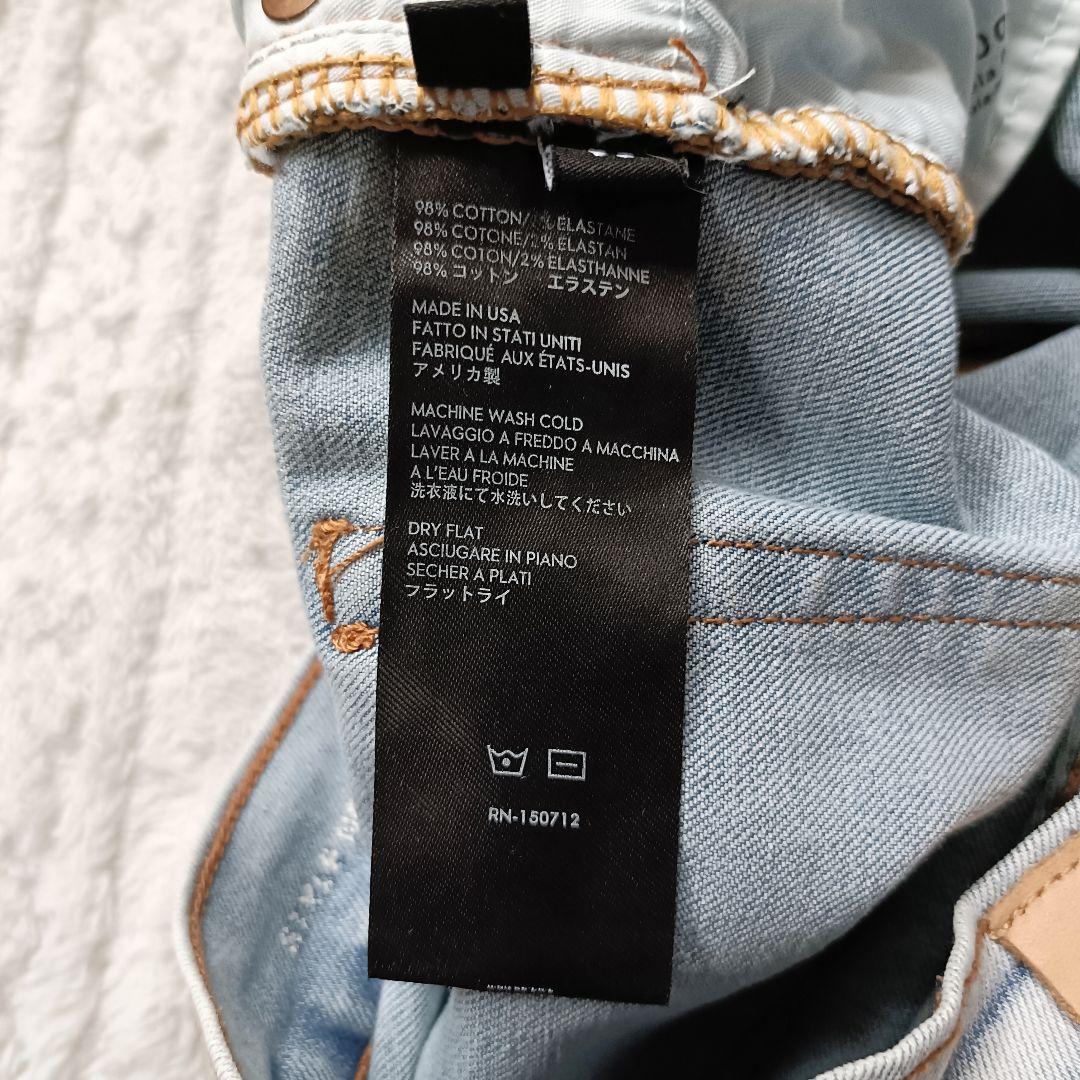 98% COTTON/ % ELASTANE
98% COTONE/2% ELASTAN
98% COTON/2% ELASTHANNE
98% コットン エラステン
MADE IN USA
FATTO IN STATI UNITI
FABRIQUÉ AUX ÉTATS-UNIS
アメリカ製
MACHINE WASH COLD
LAVAGGIO A FREDDO A MACCHINA
LAVER A LA MACHINE
A L'EAU FROIDE
洗衣液にて水洗いしてください
DRY FLAT
ASCIUGARE IN PIANO
SECHER A PLATI
フラットライ
RN-150712